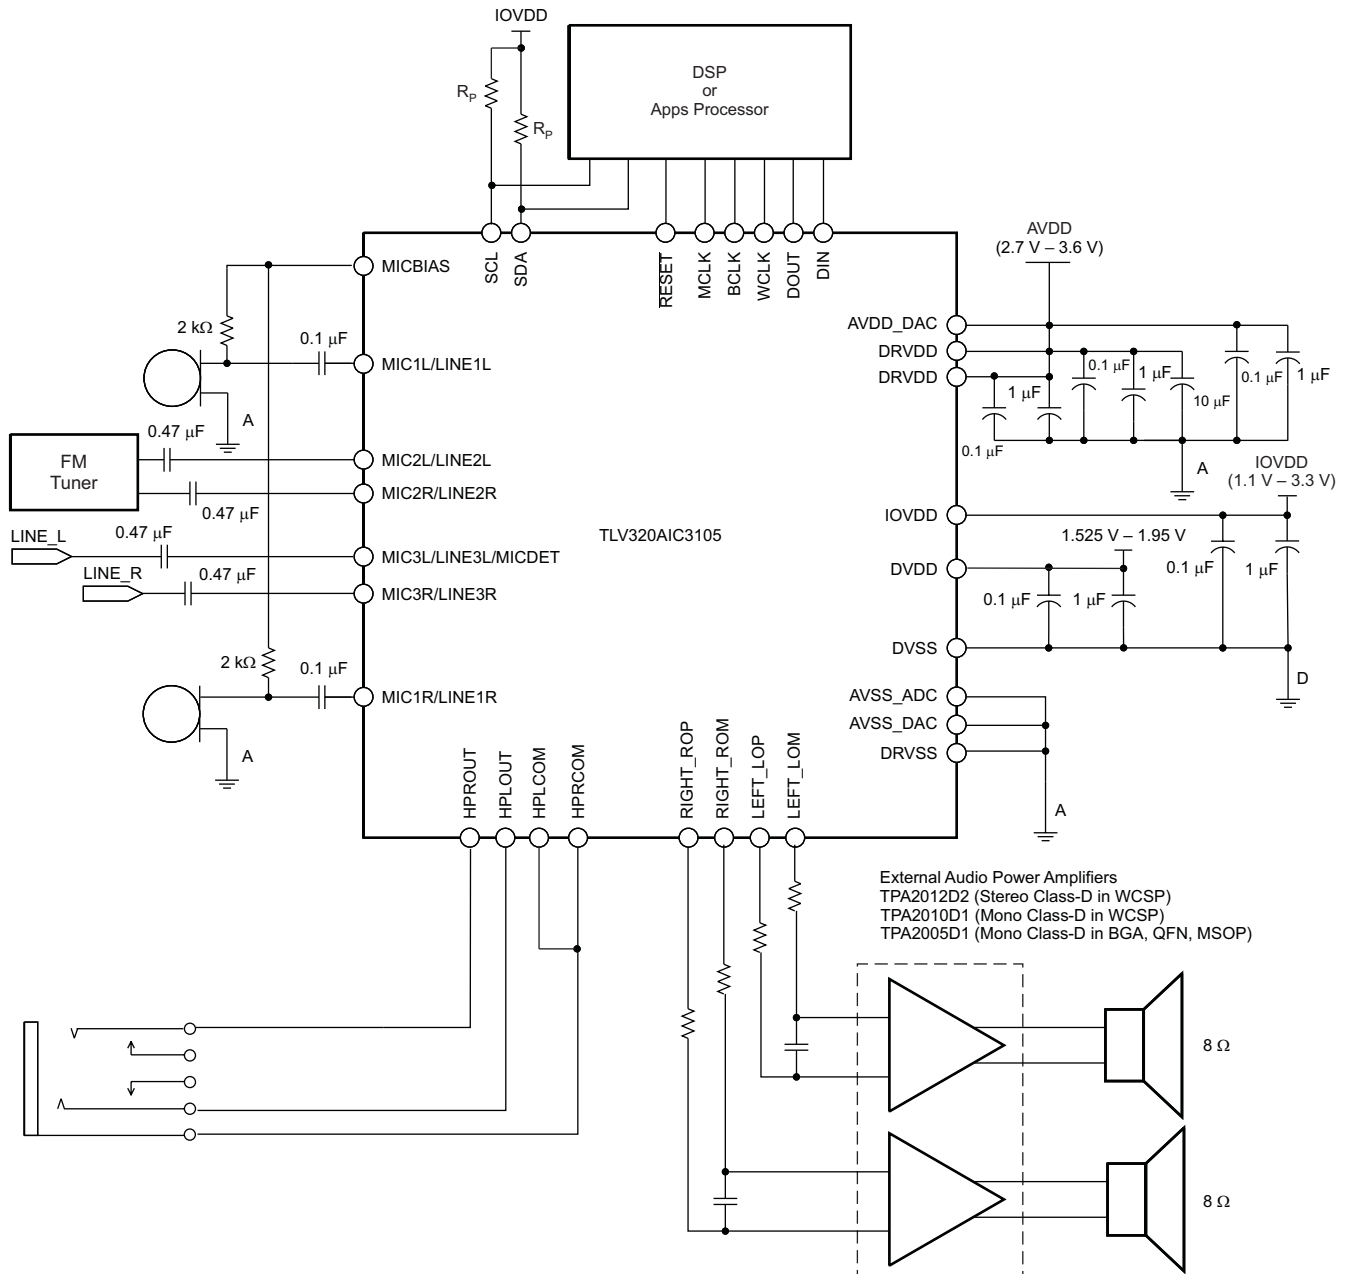 IOVDD
R_P
R_P
DSP
or
Apps Processor
AVDD
(2.7 V – 3.6 V)
MICBIAS
SCL
SDA
RESET
MCLK
BCLK
WCLK
DOUT
DIN
2 kΩ
0.1 μF
MIC1L/LINE1L
A
AVDD_DAC
DRVDD
DRVDD
0.1 μF
1 μF
1 μF
10 μF
0.1 μF
1 μF
0.1 μF
A
0.47 μF
FM
Tuner
MIC2L/LINE2L
MIC2R/LINE2R
0.47 μF
IOVDD
(1.1 V – 3.3 V)
LINE_L
0.47 μF
MIC3L/LINE3L/MICDET
LINE_R
0.47 μF
MIC3R/LINE3R
TLV320AIC3105
IOVDD
1.525 V – 1.95 V
DVDD
0.1 μF
1 μF
0.1 μF
1 μF
DVSS
D
2 kΩ
0.1 μF
MIC1R/LINE1R
A
AVSS_ADC
AVSS_DAC
DRVSS
A
HPROUT
HPLOUT
HPLCOM
HPRCOM
RIGHT_ROP
RIGHT_ROM
LEFT_LOP
LEFT_LOM
External Audio Power Amplifiers
TPA2012D2 (Stereo Class-D in WCSP)
TPA2010D1 (Mono Class-D in WCSP)
TPA2005D1 (Mono Class-D in BGA, QFN, MSOP)
8 Ω
8 Ω